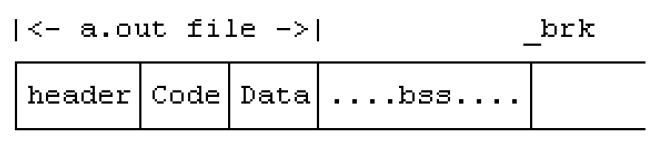 |<- a.out file ->| _brk
header Code Data ....bss....